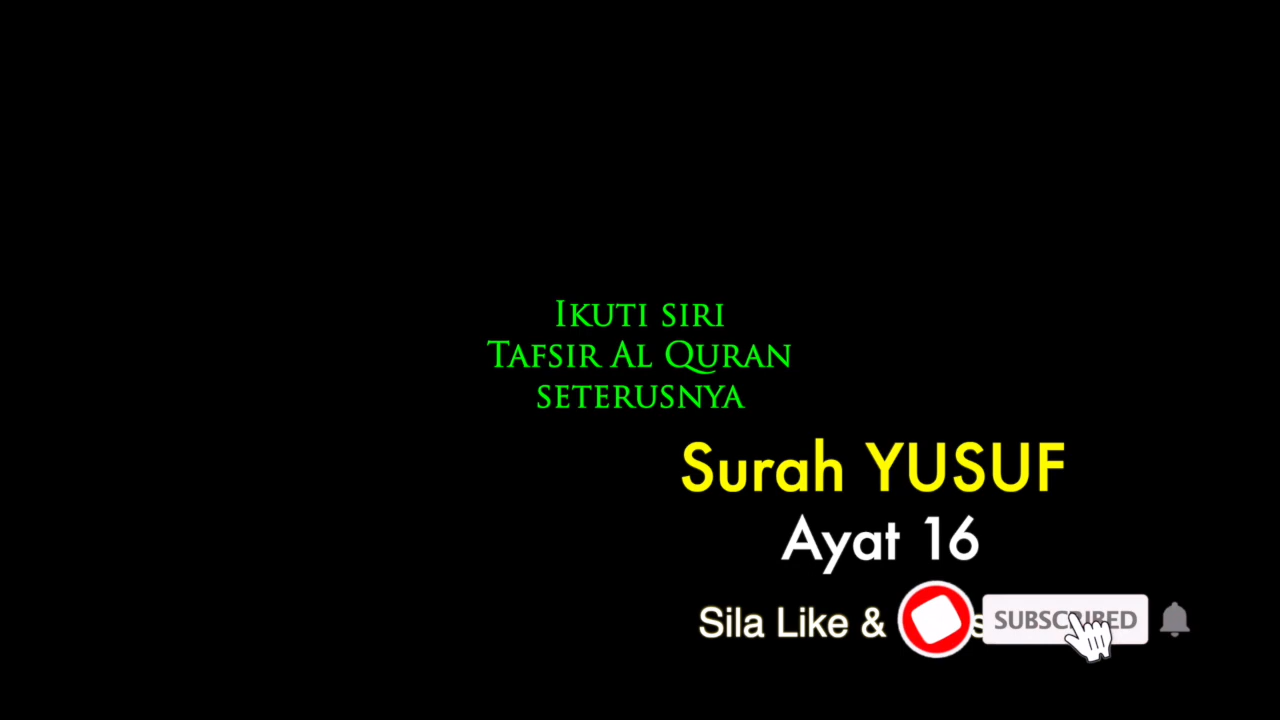 Ikuti siri
Tafsir Al Quran
seterusnya
Surah YUSUF
Ayat 16
Sila Like &
SUBSCRIBED